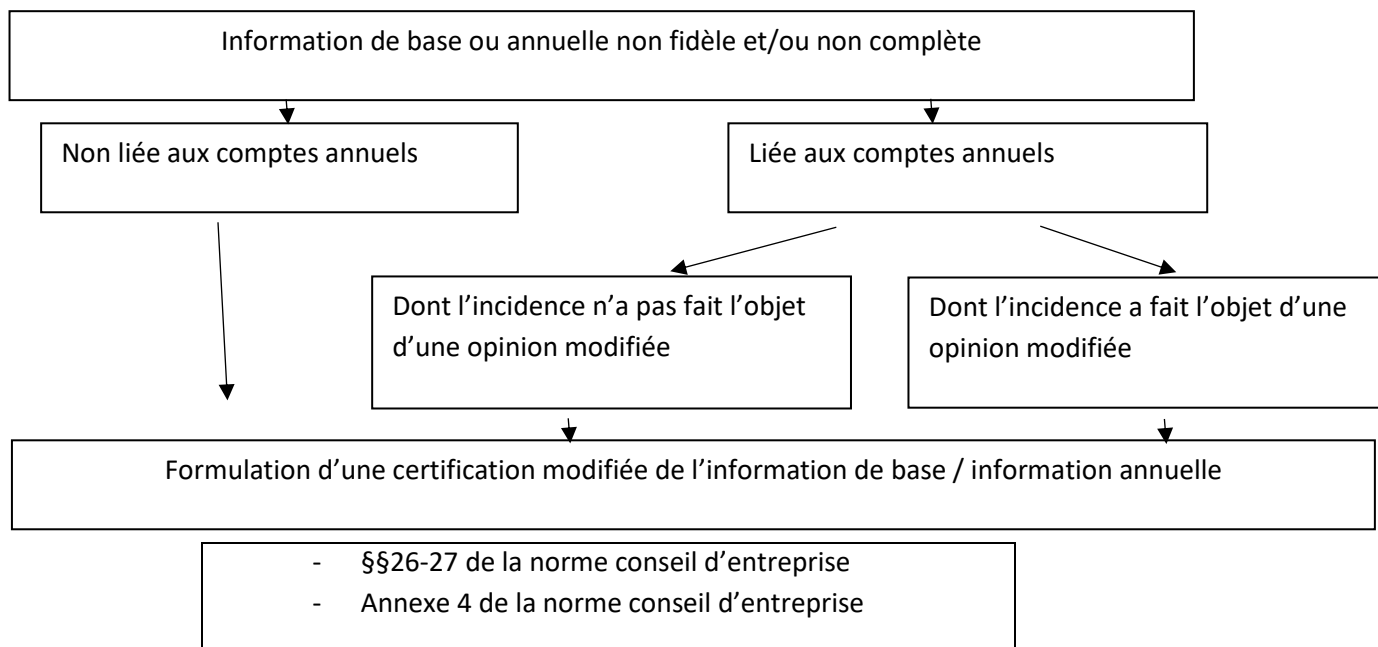 Information de base ou annuelle non fidèle et/ou non complète
Non liée aux comptes annuels
Liée aux comptes annuels
Dont l’incidence n’a pas fait l’objet
d’une opinion modifiée
Dont l’incidence a fait l’objet d’une
opinion modifiée
Formulation d’une certification modifiée de l’information de base / information annuelle
- §§26-27 de la norme conseil d’entreprise
- Annexe 4 de la norme conseil d’entreprise